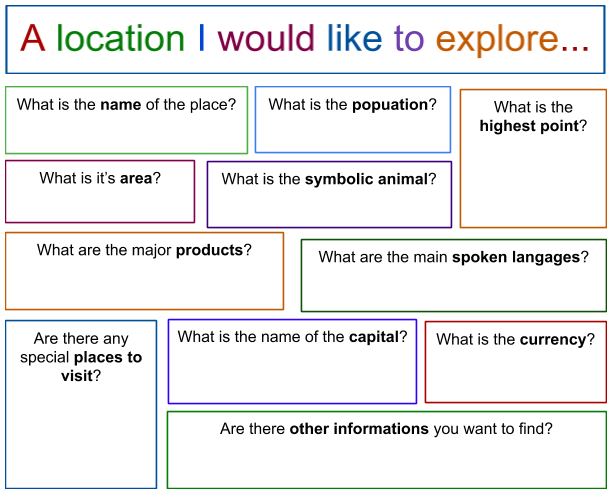 A location I would like to explore...
What is the name of the place?
What is the popuation?
What is the
highest point?
What is it's area?
What is the symbolic animal?
What are the major products?
What are the main spoken langages?
Are there any
special places to
visit?
What is the name of the capital?
What is the currency?
Are there other informations you want to find?